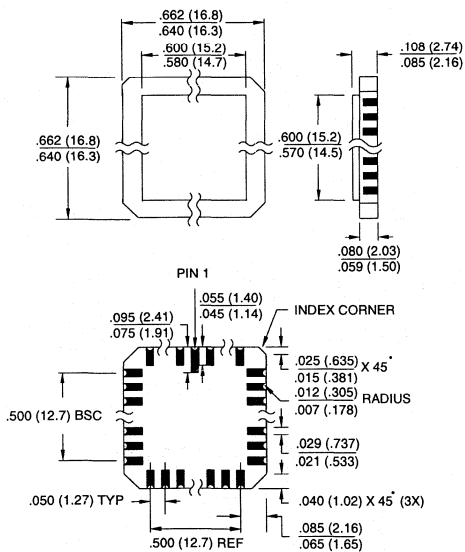 .662 (16.8)
.640 (16.3)
.600 (15.2)
.580 (14.7)
.108 (2.74)
.085 (2.16)
.662 (16.8)
.640 (16.3)
.600 (15.2)
.570 (14.5)
.080 (2.03)
.059 (1.50)
PIN 1
.055 (1.40)
.045 (1.14)
.095 (2.41)
.075 (1.91)
INDEX CORNER
.025 (.635) X 45°
.015 (.381)
.012 (.305) RADIUS
.007 (.178)
.500 (12.7) BSC
.029 (.737)
.021 (.533)
.050 (1.27) TYP
.040 (1.02) X 45° (3X)
.500 (12.7) REF
.085 (2.16)
.065 (1.65)